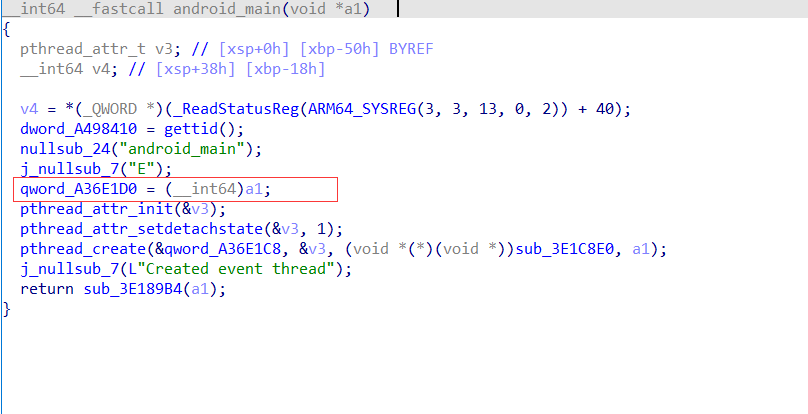 __int64 __fastcall android_main(void *a1)
{
pthread_attr_t v3; // [xsp+0h] [xbp-50h] BYREF
__int64 v4; // [xsp+38h] [xbp-18h]
v4 = *(_QWORD *)(_ReadStatusReg(ARM64_SYSREG(3, 3, 13, 0, 2)) + 40);
dword_A498410 = gettid();
nullsub_24("android_main");
j_nullsub_7("E");
qword_A36E1D0 = (__int64)a1;
pthread_attr_init(&v3);
pthread_attr_setdetachstate(&v3, 1);
pthread_create(&qword_A36E1C8, &v3, (void *(*)(void *))sub_3E1C8E0, a1);
j_nullsub_7(L"Created event thread");
return sub_3E189B4(a1);
}